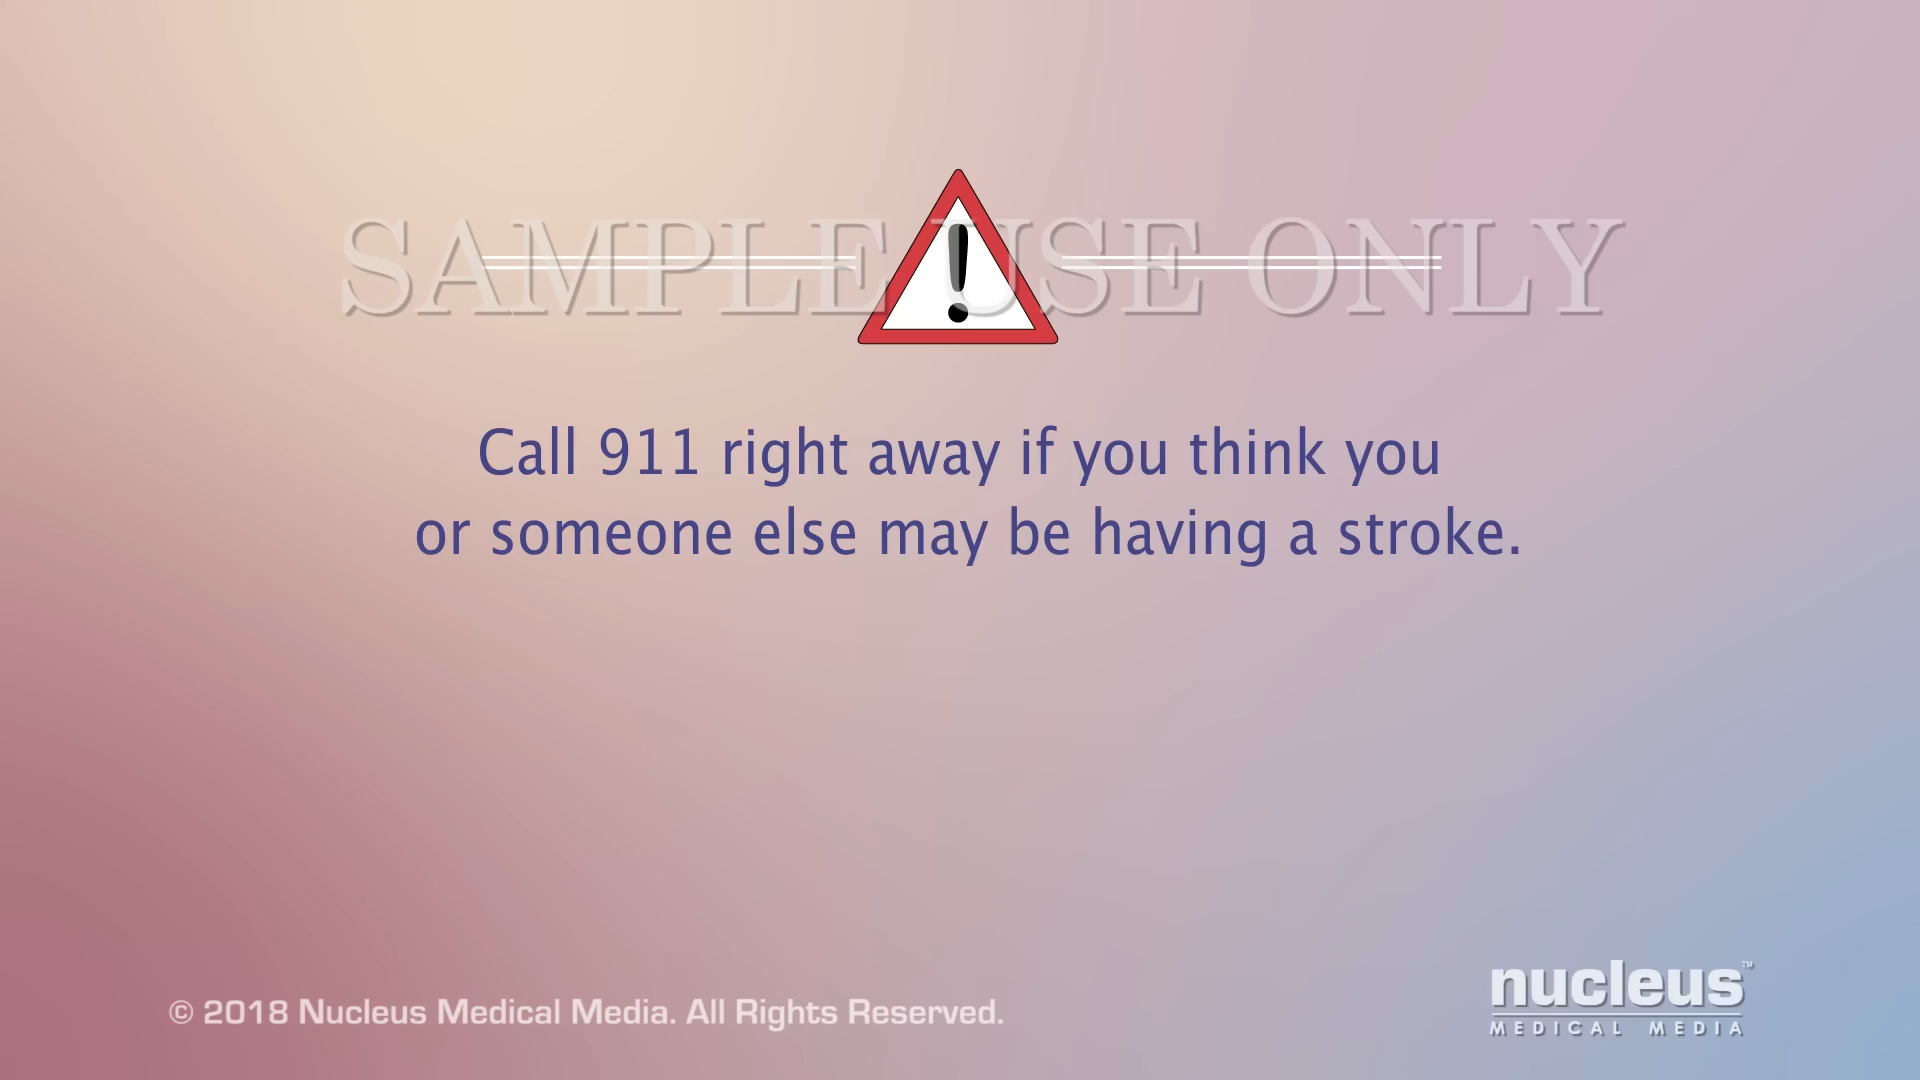 SAMPLE USE ONLY
!
Call 911 right away if you think you
or someone else may be having a stroke.
© 2018 Nucleus Medical Media. All Rights Reserved.
nucleus™
MEDICAL MEDIA